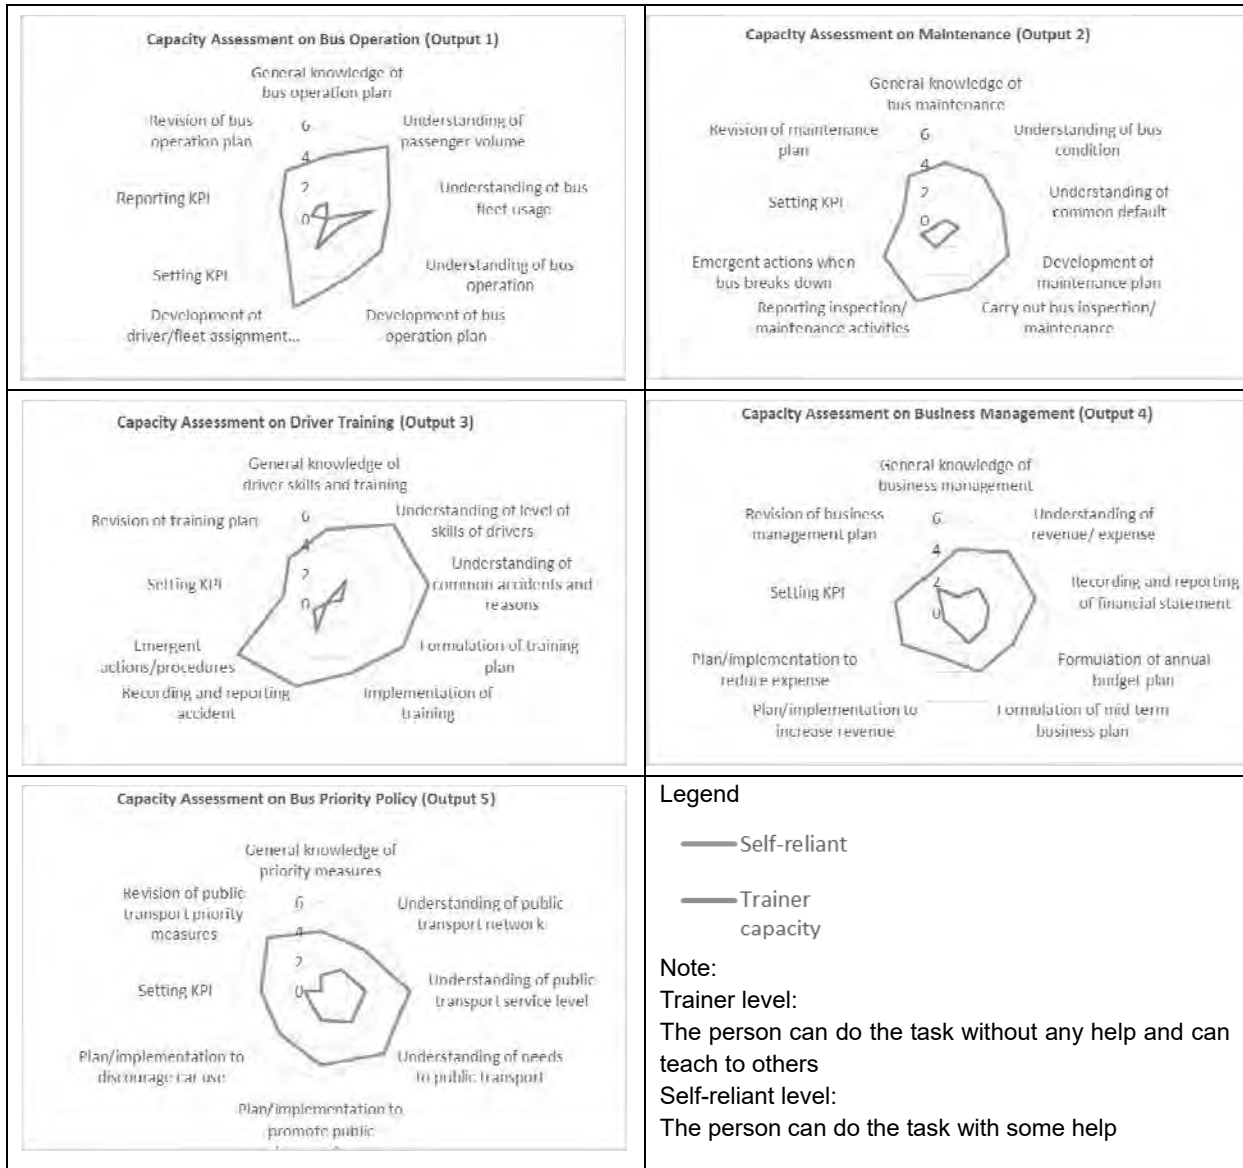 Capacity Assessment on Bus Operation (Output 1)
General knowledge of
bus operation plan
Revision of bus
operation plan
6
Understanding of
passenger volume
4
Reporting KPI
2
Understanding of bus
fleet usage
0
Setting KPI
Understanding of bus
operation
Development of
driver/fleet assignment...
Development of bus
operation plan
Capacity Assessment on Maintenance (Output 2)
General knowledge of
bus maintenance
Revision of maintenance
plan
6
Understanding of bus
condition
4
Setting KPI
2
Understanding of
common default
0
Emergent actions when
bus breaks down
Development of
maintenance plan
Reporting inspection/
maintenance activities
Carry out bus inspection/
maintenance
Capacity Assessment on Driver Training (Output 3)
General knowledge of
driver skills and training
Revision of training plan
6
Understanding of level of
skills of drivers
4
Setting KPI
2
Understanding of
common accidents and
reasons
0
Emergent
actions/procedures
Formulation of training
plan
Recording and reporting
accident
Implementation of
training
Capacity Assessment on Business Management (Output 4)
General knowledge of
business management
Revision of business
management plan
6
Understanding of
revenue/ expense
4
Setting KPI
2
Recording and reporting
of financial statement
0
Plan/implementation to
reduce expense
Formulation of annual
budget plan
Plan/implementation to
increase revenue
Formulation of mid term
business plan
Capacity Assessment on Bus Priority Policy (Output 5)
General knowledge of
priority measures
Revision of public
transport priority
measures
6
Understanding of public
transport network
4
2
Setting KPI
0
Understanding of public
transport service level
Plan/implementation to
discourage car use
Understanding of needs
to public transport
Plan/implementation to
promote public
Legend
Self-reliant
Trainer
capacity
Note:
Trainer level:
The person can do the task without any help and can
teach to others
Self-reliant level:
The person can do the task with some help